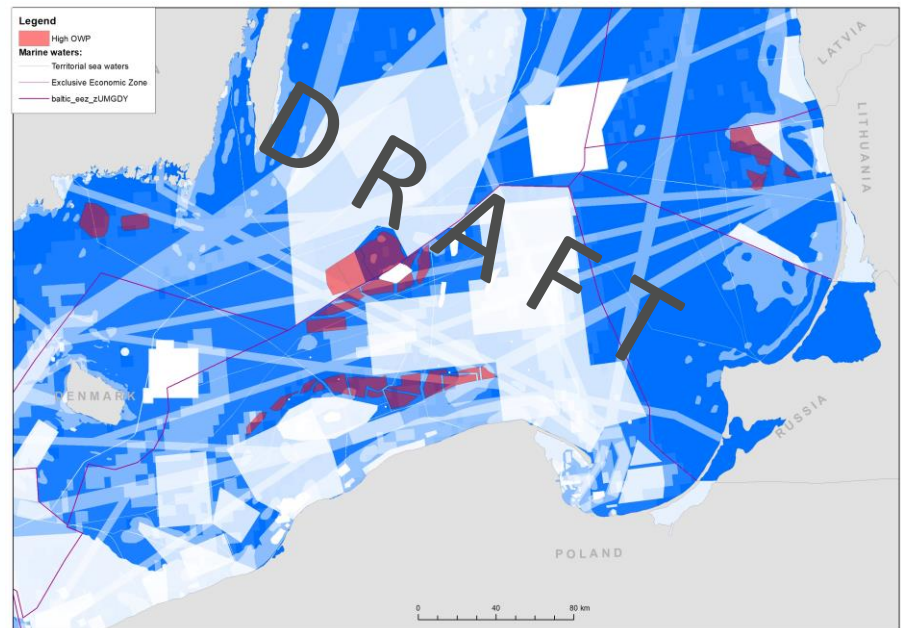 Legend
High OWP
Marine waters:
Territorial sea waters
Exclusive Economic Zone
baltic_eez_zUMGDY
LATVIA
LITHUANIA
DRAFT
DENMARK
RUSSIA
POLAND
0 40 80 km